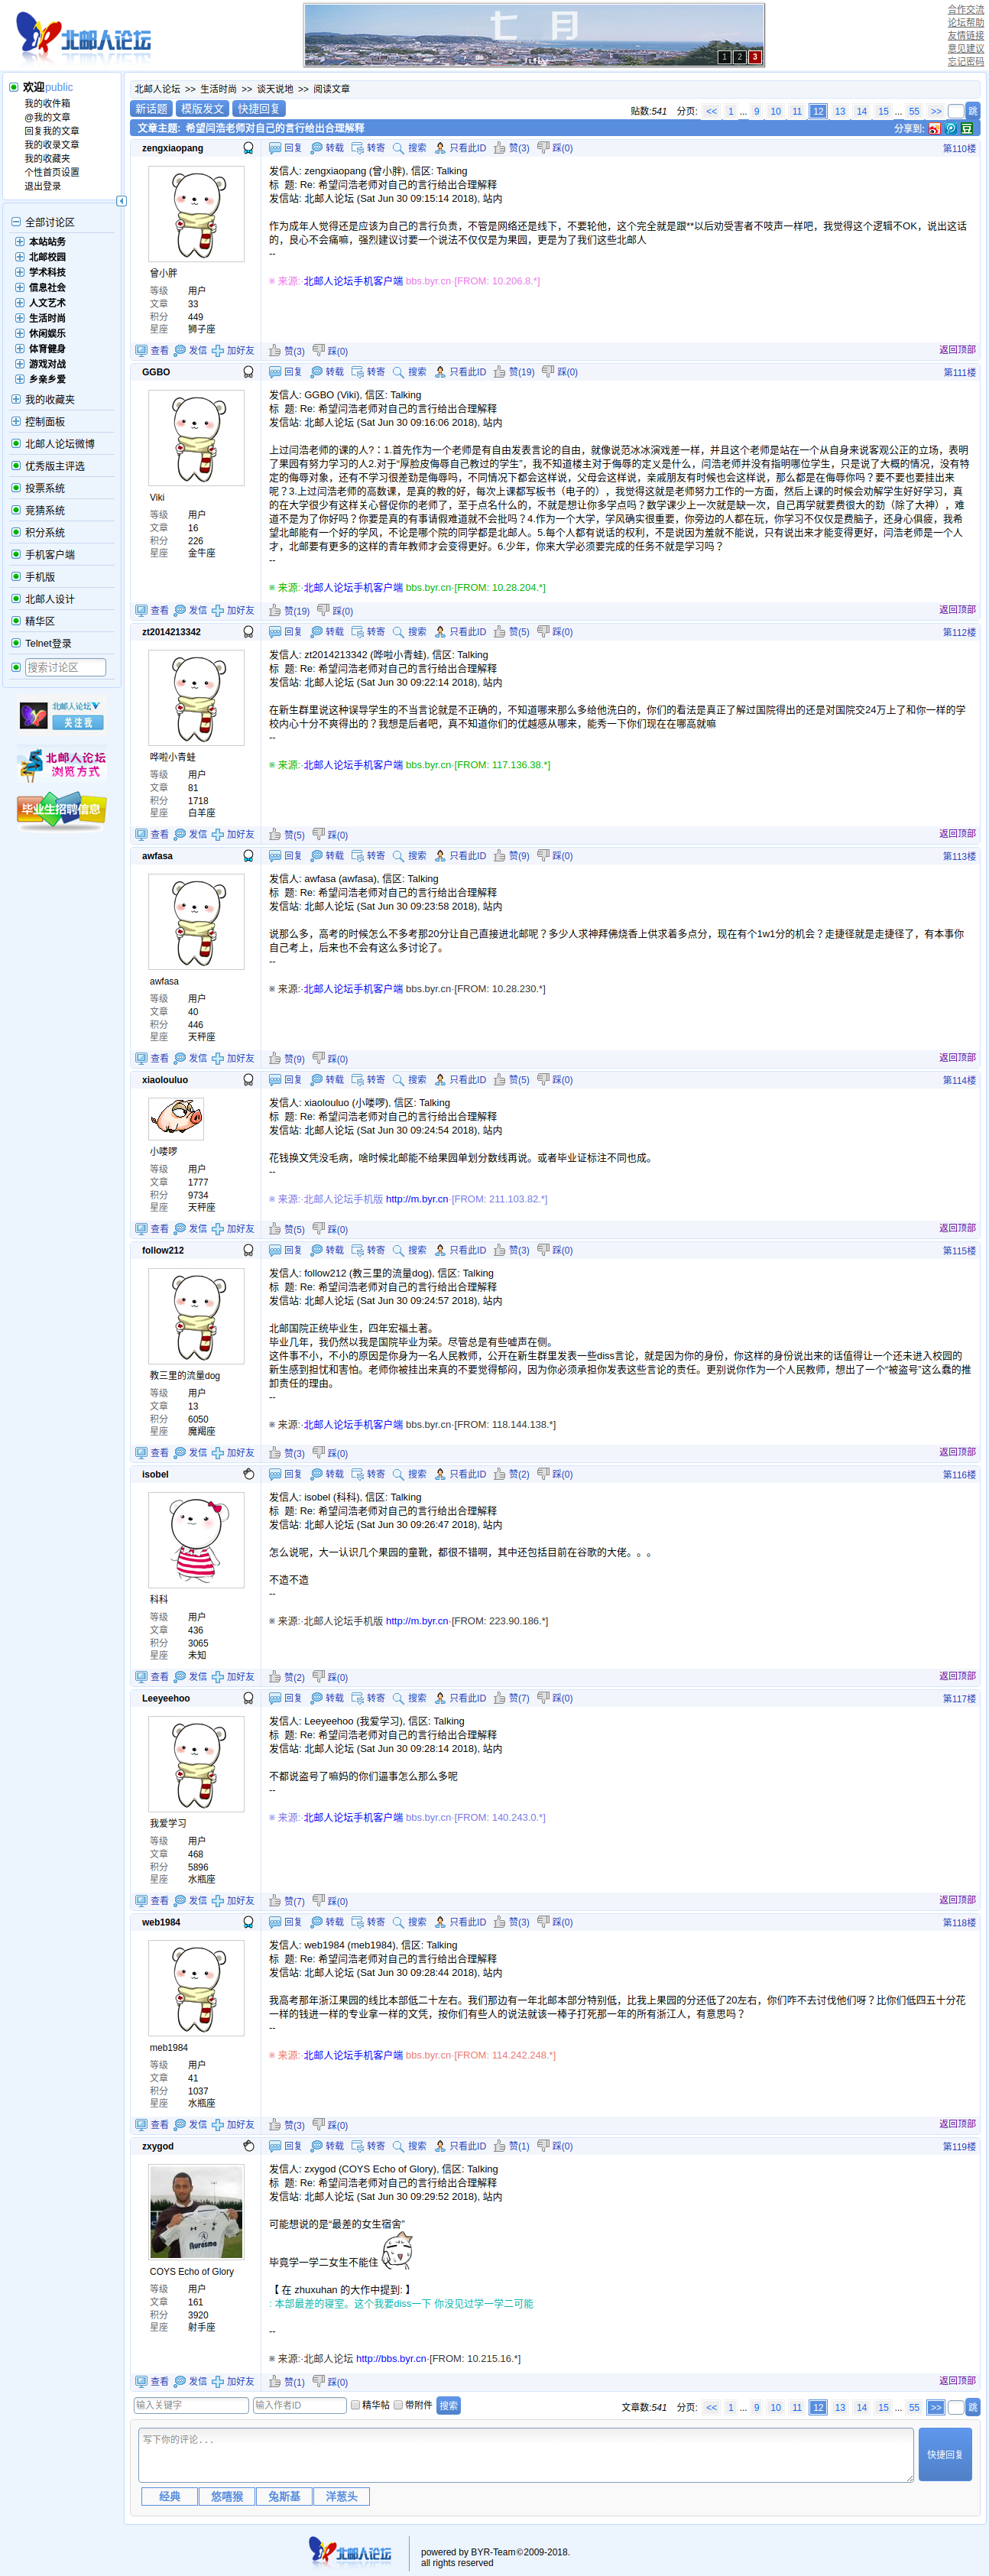 北邮人论坛
七 月
July
1 2 3
合作交流
论坛帮助
友情链接
意见建议
忘记密码
欢迎public
我的收件箱
@我的文章
回复我的文章
我的收录文章
我的收藏夹
个性首页设置
退出登录
全部讨论区
本站站务
北邮校园
学术科技
信息社会
人文艺术
生活时尚
休闲娱乐
体育健身
游戏对战
乡亲乡爱
我的收藏夹
控制面板
北邮人论坛微博
优秀版主评选
投票系统
竞猜系统
积分系统
手机客户端
手机版
北邮人设计
精华区
Telnet登录
搜索讨论区
北邮人论坛
关注我
北邮人论坛
浏览方式
毕业生招聘信息
北邮人论坛 >> 生活时尚 >> 谈天说地 >> 阅读文章
新话题 模版发文 快捷回复
贴数:541 分页: << 1 ... 9 10 11 12 13 14 15 ... 55 >> 跳
文章主题: 希望闫浩老师对自己的言行给出合理解释
分享到:
zengxiaopang
回复 转载 转寄 搜索 只看此ID 赞(3) 踩(0) 第110楼
曾小胖
等级 用户
文章 33
积分 449
星座 狮子座
发信人: zengxiaopang (曾小胖), 信区: Talking
标 题: Re: 希望闫浩老师对自己的言行给出合理解释
发信站: 北邮人论坛 (Sat Jun 30 09:15:14 2018), 站内
作为成年人觉得还是应该为自己的言行负责，不管是网络还是线下，不要轮他，这个完全就是跟**以后劝受害者不吱声一样吧，我觉得这个逻辑不OK，说出这话
的，良心不会痛嘛，强烈建议讨要一个说法不仅仅是为果园，更是为了我们这些北邮人
--
※ 来源:·北邮人论坛手机客户端 bbs.byr.cn·[FROM: 10.206.8.*]
查看 发信 加好友 赞(3) 踩(0) 返回顶部
GGBO
回复 转载 转寄 搜索 只看此ID 赞(19) 踩(0) 第111楼
Viki
等级 用户
文章 16
积分 226
星座 金牛座
发信人: GGBO (Viki), 信区: Talking
标 题: Re: 希望闫浩老师对自己的言行给出合理解释
发信站: 北邮人论坛 (Sat Jun 30 09:16:06 2018), 站内
上过闫浩老师的课的人?：1.首先作为一个老师是有自由发表言论的自由，就像说范冰冰演戏差一样，并且这个老师是站在一个从自身来说客观公正的立场，表明
了果园有努力学习的人2.对于“厚脸皮侮辱自己教过的学生”，我不知道楼主对于侮辱的定义是什么，闫浩老师并没有指明哪位学生，只是说了大概的情况，没有特
定的侮辱对象，还有不学习很差劲是侮辱吗，不同情况下都会这样说，父母会这样说，亲戚朋友有时候也会这样说，那么都是在侮辱你吗？要不要也要挂出来
呢？3.上过闫浩老师的高数课，是真的教的好，每次上课都写板书（电子的），我觉得这就是老师努力工作的一方面，然后上课的时候会劝解学生好好学习，真
的在大学很少有这样关心督促你的老师了，至于点名什么的，不就是想让你多学点吗？数学课少上一次就是缺一次，自己再学就要费很大的劲（除了大神），难
道不是为了你好吗？你要是真的有事请假难道就不会批吗？4.作为一个大学，学风确实很重要，你旁边的人都在玩，你学习不仅仅是费脑子，还身心俱疲，我希
望北邮能有一个好的学风，不论是哪个院的同学都是北邮人。5.每个人都有说话的权利，不是说因为羞就不能说，只有说出来才能变得更好，闫浩老师是一个人
才，北邮要有更多的这样的青年教师才会变得更好。6.少年，你来大学必须要完成的任务不就是学习吗？
--
※ 来源:·北邮人论坛手机客户端 bbs.byr.cn·[FROM: 10.28.204.*]
查看 发信 加好友 赞(19) 踩(0) 返回顶部
zt2014213342
回复 转载 转寄 搜索 只看此ID 赞(5) 踩(0) 第112楼
哗啦小青蛙
等级 用户
文章 81
积分 1718
星座 白羊座
发信人: zt2014213342 (哗啦小青蛙), 信区: Talking
标 题: Re: 希望闫浩老师对自己的言行给出合理解释
发信站: 北邮人论坛 (Sat Jun 30 09:22:14 2018), 站内
在新生群里说这种误导学生的不当言论就是不正确的，不知道哪来那么多给他洗白的，你们的看法是真正了解过国院得出的还是对国院交24万上了和你一样的学
校内心十分不爽得出的？我想是后者吧，真不知道你们的优越感从哪来，能秀一下你们现在在哪高就嘛
--
※ 来源:·北邮人论坛手机客户端 bbs.byr.cn·[FROM: 117.136.38.*]
查看 发信 加好友 赞(5) 踩(0) 返回顶部
awfasa
回复 转载 转寄 搜索 只看此ID 赞(9) 踩(0) 第113楼
awfasa
等级 用户
文章 40
积分 446
星座 天秤座
发信人: awfasa (awfasa), 信区: Talking
标 题: Re: 希望闫浩老师对自己的言行给出合理解释
发信站: 北邮人论坛 (Sat Jun 30 09:23:58 2018), 站内
说那么多，高考的时候怎么不多考那20分让自己直接进北邮呢？多少人求神拜佛烧香上供求着多点分，现在有个1w1分的机会？走捷径就是走捷径了，有本事你
自己考上，后来也不会有这么多讨论了。
--
※ 来源:·北邮人论坛手机客户端 bbs.byr.cn·[FROM: 10.28.230.*]
查看 发信 加好友 赞(9) 踩(0) 返回顶部
xiaolouluo
回复 转载 转寄 搜索 只看此ID 赞(5) 踩(0) 第114楼
小喽啰
等级 用户
文章 1777
积分 9734
星座 天秤座
发信人: xiaolouluo (小喽啰), 信区: Talking
标 题: Re: 希望闫浩老师对自己的言行给出合理解释
发信站: 北邮人论坛 (Sat Jun 30 09:24:54 2018), 站内
花钱换文凭没毛病，啥时候北邮能不给果园单划分数线再说。或者毕业证标注不同也成。
--
※ 来源:·北邮人论坛手机版 http://m.byr.cn·[FROM: 211.103.82.*]
查看 发信 加好友 赞(5) 踩(0) 返回顶部
follow212
回复 转载 转寄 搜索 只看此ID 赞(3) 踩(0) 第115楼
教三里的流量dog
等级 用户
文章 13
积分 6050
星座 魔羯座
发信人: follow212 (教三里的流量dog), 信区: Talking
标 题: Re: 希望闫浩老师对自己的言行给出合理解释
发信站: 北邮人论坛 (Sat Jun 30 09:24:57 2018), 站内
北邮国院正统毕业生，四年宏福土著。
毕业几年，我仍然以我是国院毕业为荣。尽管总是有些嘘声在侧。
这件事不小，不小的原因是你身为一名人民教师，公开在新生群里发表一些diss言论，就是因为你的身份，你这样的身份说出来的话值得让一个还未进入校园的
新生感到担忧和害怕。老师你被挂出来真的不要觉得郁闷，因为你必须承担你发表这些言论的责任。更别说你作为一个人民教师，想出了一个“被盗号”这么蠢的推
卸责任的理由。
--
※ 来源:·北邮人论坛手机客户端 bbs.byr.cn·[FROM: 118.144.138.*]
查看 发信 加好友 赞(3) 踩(0) 返回顶部
isobel
回复 转载 转寄 搜索 只看此ID 赞(2) 踩(0) 第116楼
科科
等级 用户
文章 436
积分 3065
星座 未知
发信人: isobel (科科), 信区: Talking
标 题: Re: 希望闫浩老师对自己的言行给出合理解释
发信站: 北邮人论坛 (Sat Jun 30 09:26:47 2018), 站内
怎么说呢，大一认识几个果园的童靴，都很不错啊，其中还包括目前在谷歌的大佬。。。
不造不造
--
※ 来源:·北邮人论坛手机版 http://m.byr.cn·[FROM: 223.90.186.*]
查看 发信 加好友 赞(2) 踩(0) 返回顶部
Leeyeehoo
回复 转载 转寄 搜索 只看此ID 赞(7) 踩(0) 第117楼
我爱学习
等级 用户
文章 468
积分 5896
星座 水瓶座
发信人: Leeyeehoo (我爱学习), 信区: Talking
标 题: Re: 希望闫浩老师对自己的言行给出合理解释
发信站: 北邮人论坛 (Sat Jun 30 09:28:14 2018), 站内
不都说盗号了嘛妈的你们逼事怎么那么多呢
--
※ 来源:·北邮人论坛手机客户端 bbs.byr.cn·[FROM: 140.243.0.*]
查看 发信 加好友 赞(7) 踩(0) 返回顶部
web1984
回复 转载 转寄 搜索 只看此ID 赞(3) 踩(0) 第118楼
meb1984
等级 用户
文章 41
积分 1037
星座 水瓶座
发信人: web1984 (meb1984), 信区: Talking
标 题: Re: 希望闫浩老师对自己的言行给出合理解释
发信站: 北邮人论坛 (Sat Jun 30 09:28:44 2018), 站内
我高考那年浙江果园的线比本部低二十左右。我们那边有一年北邮本部分特别低，比我上果园的分还低了20左右，你们咋不去讨伐他们呀？比你们低四五十分花
一样的钱进一样的专业拿一样的文凭，按你们有些人的说法就该一棒子打死那一年的所有浙江人，有意思吗？
--
※ 来源:·北邮人论坛手机客户端 bbs.byr.cn·[FROM: 114.242.248.*]
查看 发信 加好友 赞(3) 踩(0) 返回顶部
zxygod
回复 转载 转寄 搜索 只看此ID 赞(1) 踩(0) 第119楼
COYS Echo of Glory
等级 用户
文章 161
积分 3920
星座 射手座
发信人: zxygod (COYS Echo of Glory), 信区: Talking
标 题: Re: 希望闫浩老师对自己的言行给出合理解释
发信站: 北邮人论坛 (Sat Jun 30 09:29:52 2018), 站内
可能想说的是“最差的女生宿舍”
毕竟学一学二女生不能住
【 在 zhuxuhan 的大作中提到: 】
: 本部最差的寝室。这个我要diss一下 你没见过学一学二可能
--
※ 来源:·北邮人论坛 http://bbs.byr.cn·[FROM: 10.215.16.*]
查看 发信 加好友 赞(1) 踩(0) 返回顶部
输入关键字 输入作者ID 精华帖 带附件 搜索
文章数:541 分页: << 1 ... 9 10 11 12 13 14 15 ... 55 >> 跳
写下你的评论...
快捷回复
经典 悠嘻猴 兔斯基 洋葱头
北邮人论坛
powered by BYR-Team©2009-2018.
all rights reserved